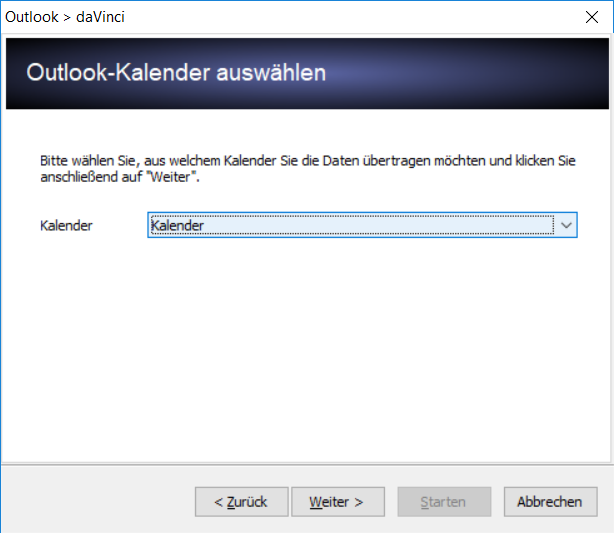 Outlook > daVinci
Outlook-Kalender auswählen
Bitte wählen Sie, aus welchem Kalender Sie die Daten übertragen möchten und klicken Sie
anschließend auf "Weiter".
Kalender Kalender
< Zurück Weiter > Starten Abbrechen